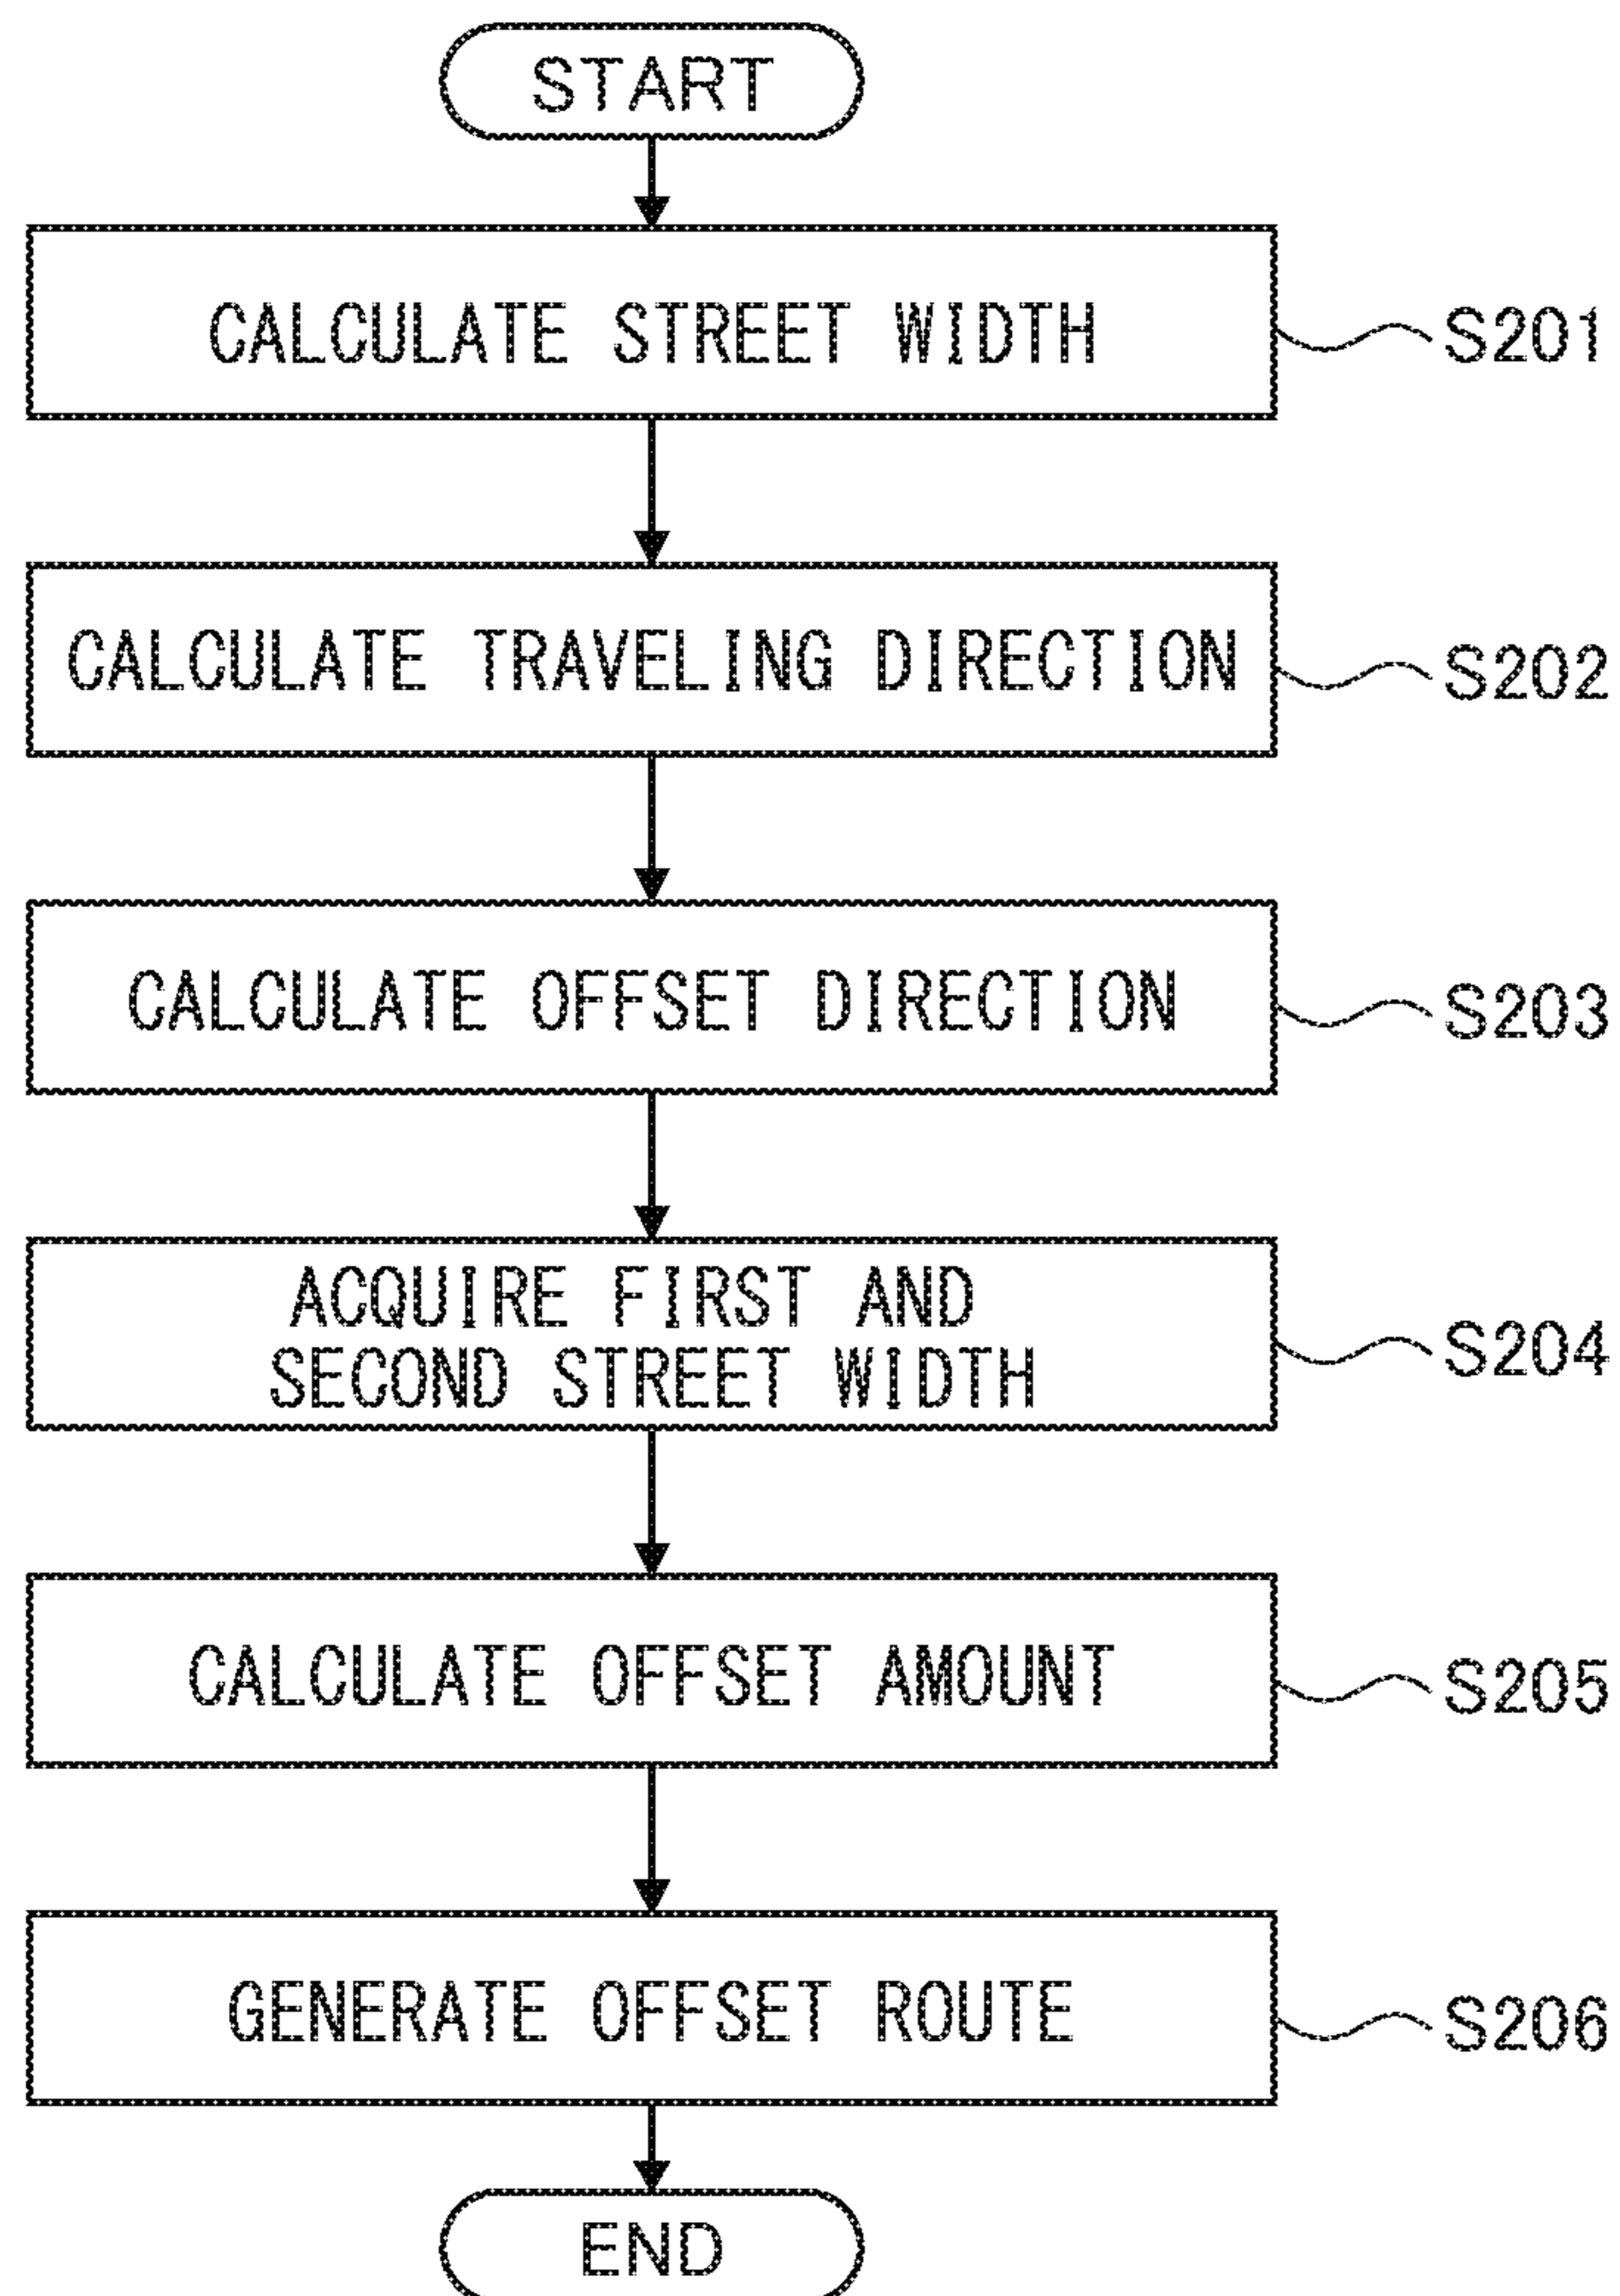 START
CALCULATE STREET WIDTH
S201
CALCULATE TRAVELING DIRECTION
S202
CALCULATE OFFSET DIRECTION
S203
ACQUIRE FIRST AND
SECOND STREET WIDTH
S204
CALCULATE OFFSET AMOUNT
S205
GENERATE OFFSET ROUTE
S206
END